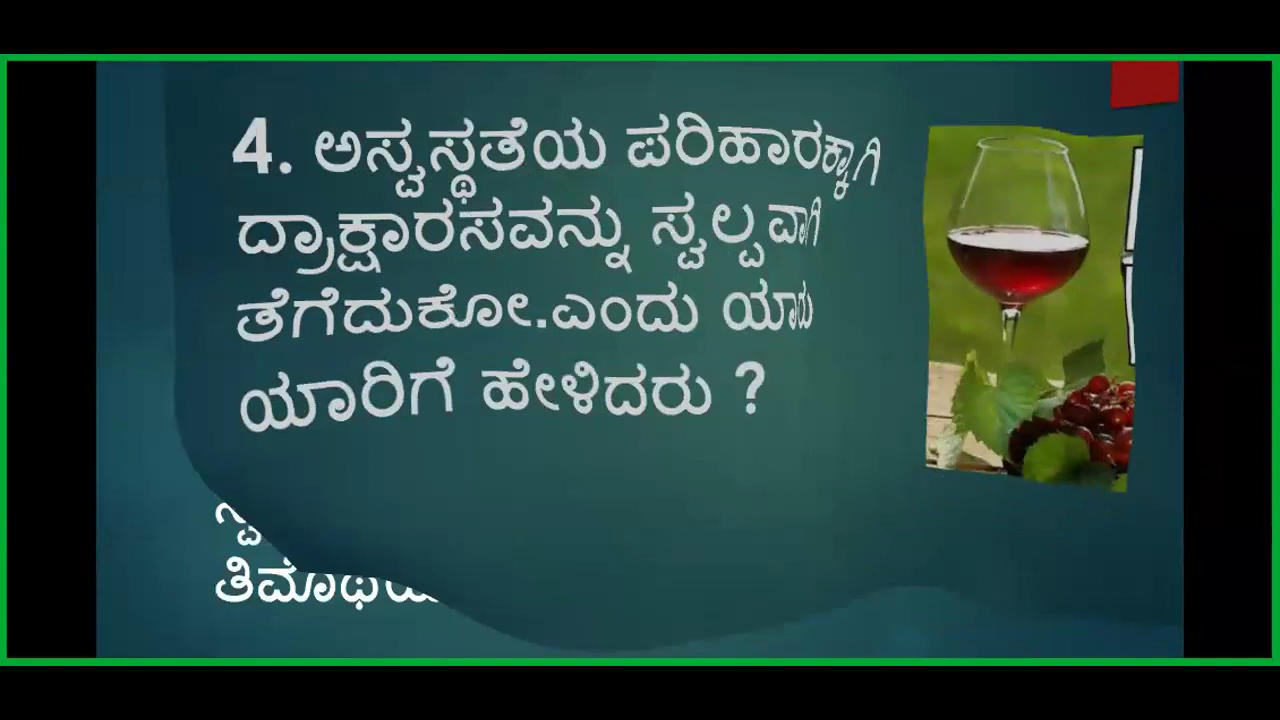 4. ಅಸ್ವಸ್ಥತೆಯ ಪರಿಹಾರಕ್ಕಾಗಿ
ದ್ರಾಕ್ಷಾರಸವನ್ನು ಸ್ವಲ್ಪವಾಗಿ
ತೆಗೆದುಕೋ.ಎಂದು ಯಾರು
ಯಾರಿಗೆ ಹೇಳಿದರು ?